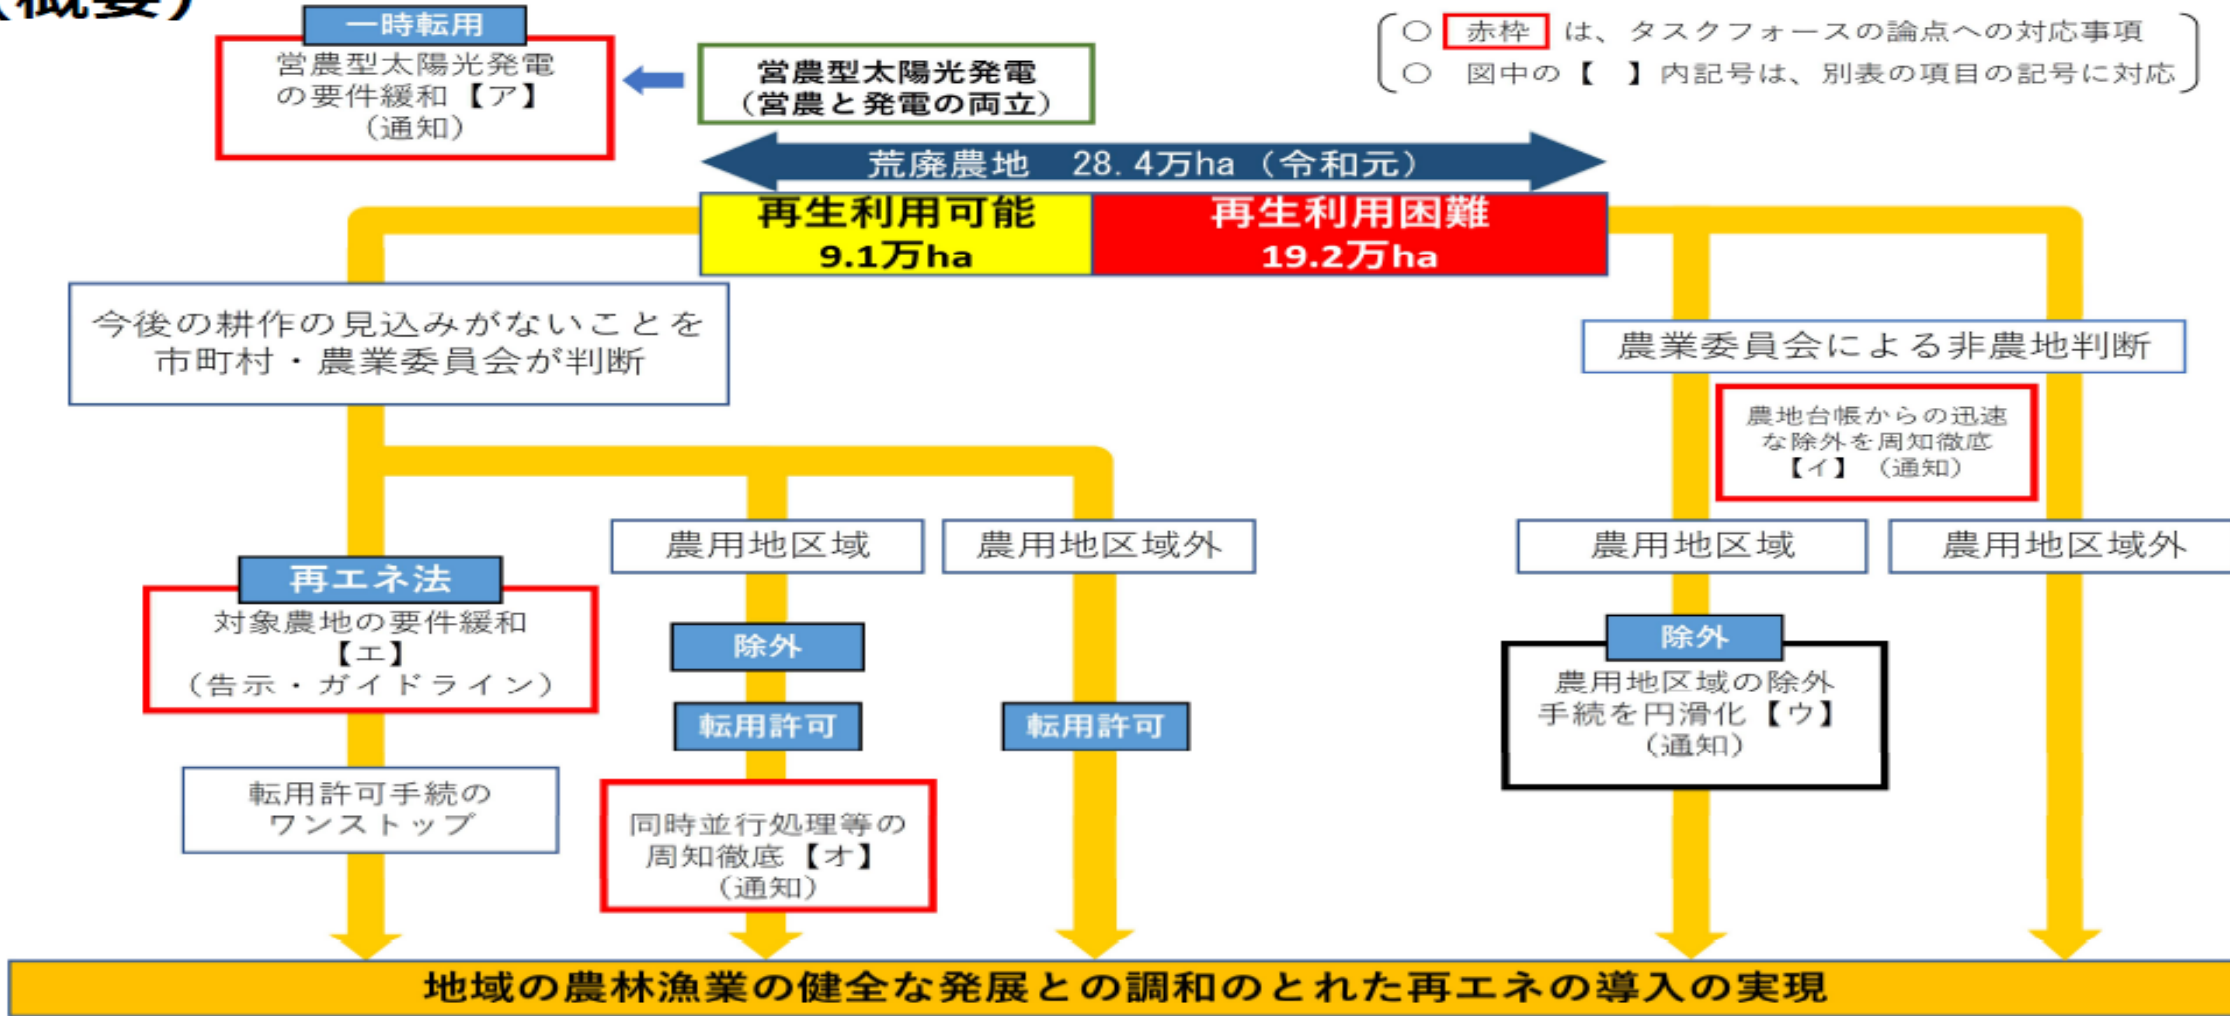 (概要)
○ 赤枠 は、タスクフォースの論点への対応事項
○ 図中の【 】内記号は、別表の項目の記号に対応
一時転用
営農型太陽光発電
の要件緩和【ア】
（通知）
営農型太陽光発電
（営農と発電の両立）
荒廃農地 28.4万ha（令和元）
再生利用可能
9.1万ha
再生利用困難
19.2万ha
今後の耕作の見込みがないことを
市町村・農業委員会が判断
農業委員会による非農地判断
農地台帳からの迅速
な除外を周知徹底
【イ】（通知）
農用地区域
農用地区域外
農用地区域
農用地区域外
再エネ法
対象農地の要件緩和
【エ】
（告示・ガイドライン）
除外
転用許可
転用許可
除外
農用地区域の除外
手続を円滑化【ウ】
（通知）
転用許可手続の
ワンストップ
同時並行処理等の
周知徹底【オ】
（通知）
地域の農林漁業の健全な発展との調和のとれた再エネの導入の実現